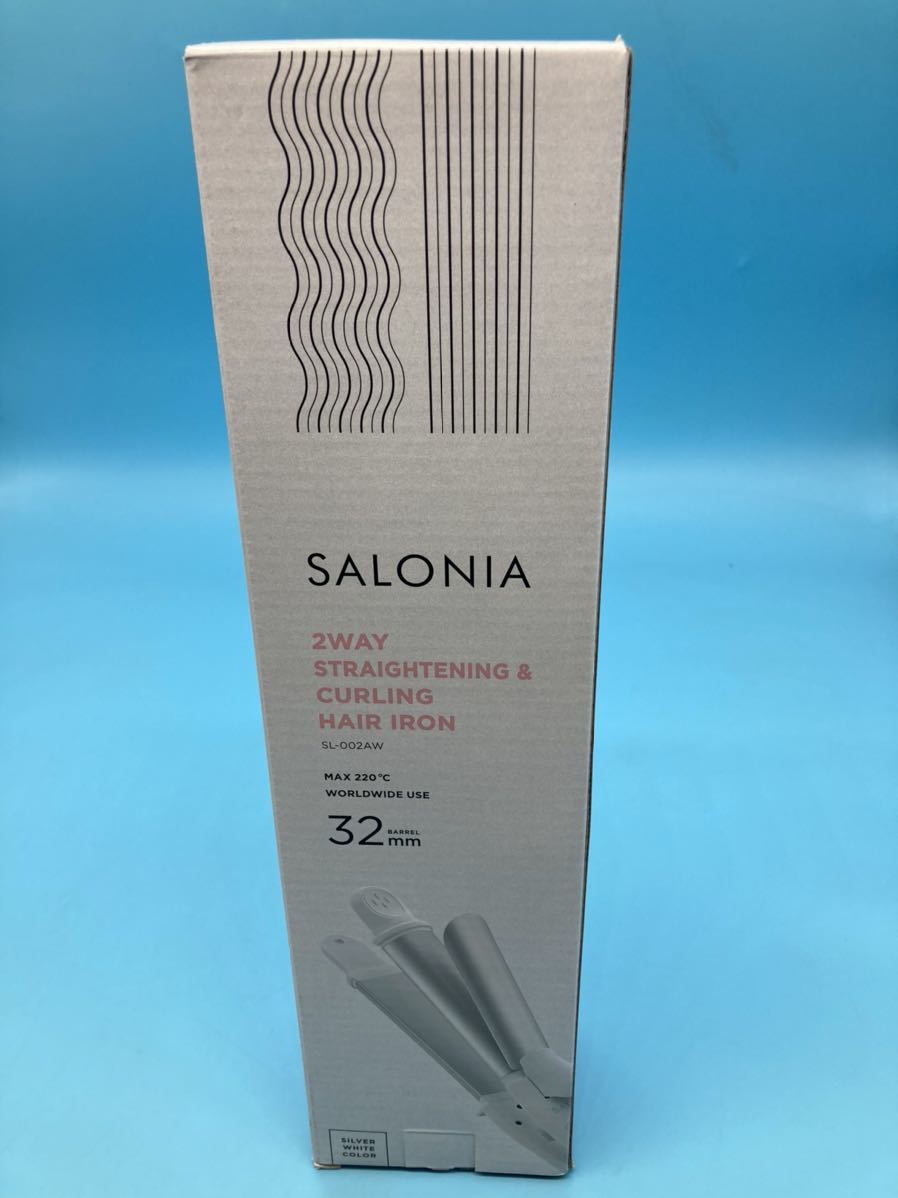 SALONIA
2WAY
STRAIGHTENING &
CURLING
HAIR IRON
SL-002AW
MAX 220℃
WORLDWIDE USE
32 BARREL mm
SILVER
WHITE
COLOR